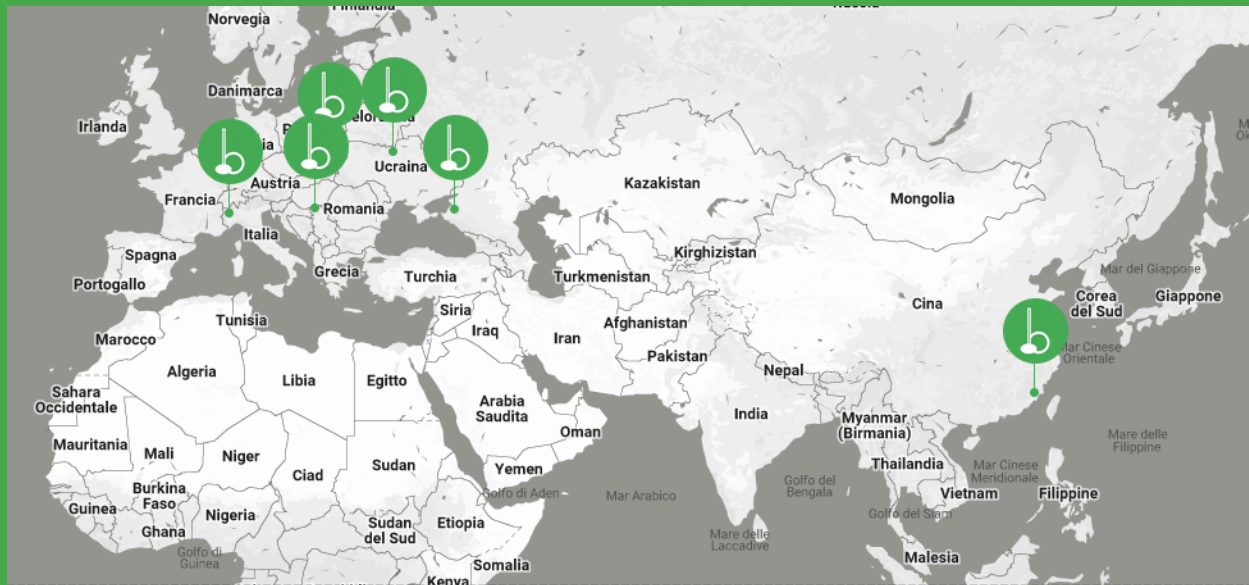 Norvegia
Danimarca
Irlanda
Ucraina
Austria
Francia
Romania
Italia
Spagna
Portogallo
Grecia
Turchia
Kazakistan
Mongolia
Kirghizistan
Turkmenistan
Mar del Giappone
Cina
Corea
del Sud
Giappone
Tunisia
Siria
Iraq
Iran
Afghanistan
Pakistan
Marocco
Algeria
Libia
Egitto
Nepal
Mar Cinese
Orientale
Sahara
Occidentale
Arabia
Saudita
Oman
India
Myanmar
(Birmania)
Mauritania
Mali
Niger
Ciad
Sudan
Yemen
Golfo di Aden
Mar Arabico
Golfo del
Bengala
Thailandia
Mar Cinese
Meridionale
Mare delle
Filippine
Vietnam
Filippine
Burkina
Faso
Guinea
Ghana
Nigeria
Sudan
del Sud
Etiopia
Golfo del Siam
Golfo di
Guinea
Mare delle
Laccadive
Somalia
Kenya
Malesia